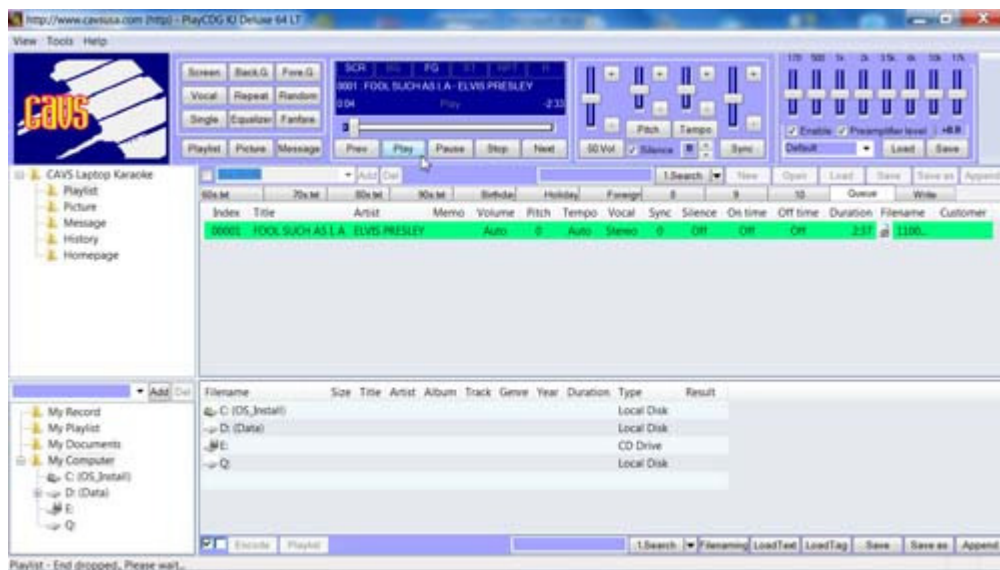 http://www.cavsusa.com (http) - PlayCDG KJ Deluxe 64 LT
View Tools Help
CAVS
Screen Back.G Fore.G
Vocal Repeat Random
Single Equalizer Fanfare
Playlist Picture Message
SCR FG
0001 FOOL SUCH AS I,A - ELVIS PRESLEY
0:04 Play -2:33
Prev Play Pause Stop Next
Pitch Tempo
50 Vol Silence Sync
Enable Preamplifier level
Default Load Save
CAVS Laptop Karaoke
Playlist
Picture
Message
History
Homepage
Add Del 1.Search New Open Load Save Save as Append
60s.txt 70s.txt 80s.txt 90s.txt Birthday Holiday Foreign 8 9 10 Queue Write
Index Title Artist Memo Volume Pitch Tempo Vocal Sync Silence On time Off time Duration Filename Customer
00001 FOOL SUCH AS I, A ELVIS PRESLEY Auto 0 Auto Stereo 0 Off Off Off 2:37 1100...
Add Del
My Record
My Playlist
My Documents
My Computer
C: (OS_Install)
D: (Data)
E:
Q:
Filename Size Title Artist Album Track Genre Year Duration Type Result
C: (OS_Install) Local Disk
D: (Data) Local Disk
E: CD Drive
Q: Local Disk
Encode Playlist 1.Search Filenaming LoadText LoadTag Save Save as Append
Playlist - End dropped.. Please wait..